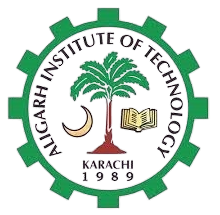 ALIGARH INSTITUTE OF TECHNOLOGY
KARACHI
1989